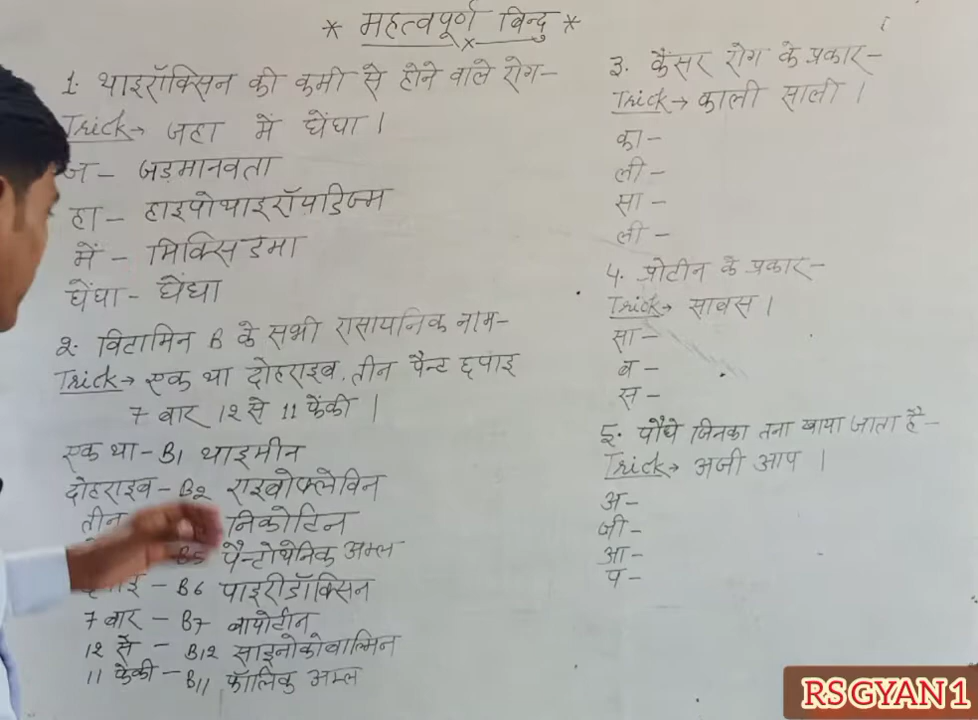 * महत्वपूर्ण बिन्दु *
1. थाइरॉक्सिन की कमी से होने वाले रोग-
Trick→ जहा में घेंघा।
ज - जड़मानवता
हा - हाइपोथाइरॉयडिज्म
में - मिक्सिडमा
घेंघा - घेंघा
2. विटामिन B के सभी रासायनिक नाम-
Trick→ एक था दोहराइब, तीन पैन्ट छपाइ
7 बार 12 से 11 फेंकी।
एक था - B1 थाइमीन
दोहराइब - B2 राइबोफ्लेविन
तीन निकोटिन
B5 पैन्टोथेनिक अम्ल
- B6 पाइरीडॉक्सिन
7 बार - B7 बायोटीन
12 से - B12 साइनोकोबाल्मिन
11 फेकी - B11 फॉलिक अम्ल
3. कैंसर रोग के प्रकार-
Trick→ काली साली।
का-
ली-
सा-
ली-
4. प्रोटीन के प्रकार-
Trick→ सावस।
सा-
व-
स-
5. पौधे जिनका तना खाया जाता है-
Trick→ अजी आप।
अ-
जी-
आ-
प-
RS GYAN 1